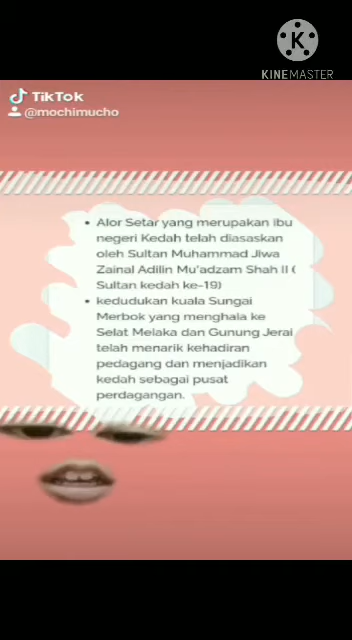 K
KINEMASTER
TikTok
@mochimucho
• Alor Setar yang merupakan ibu
negeri Kedah telah diasaskan
oleh Sultan Muhammad Jiwa
Zainal Adilin Mu'adzam Shah II (
Sultan kedah ke-19)
• kedudukan kuala Sungai
Merbok yang menghala ke
Selat Melaka dan Gunung Jerai
telah menarik kehadiran
pedagang dan menjadikan
kedah sebagai pusat
perdagangan.